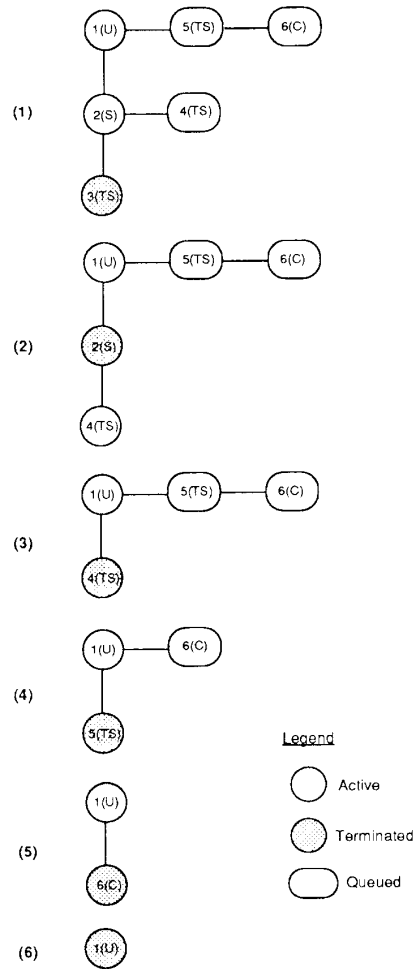 1(U) 5(TS) 6(C)
(1) 2(S) 4(TS)
3(TS)
1(U) 5(TS) 6(C)
(2) 2(S)
4(TS)
1(U) 5(TS) 6(C)
(3) 4(TS)
(4) 1(U) 6(C)
5(TS)
Legend
Active
Terminated
Queued
1(U)
(5) 6(C)
(6) 1(U)